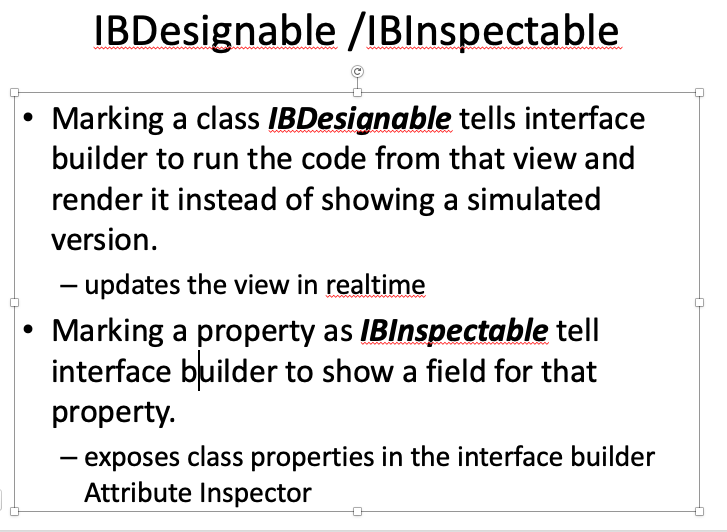 IBDesignable /IBInspectable
• Marking a class IBDesignable tells interface
builder to run the code from that view and
render it instead of showing a simulated
version.
– updates the view in realtime
• Marking a property as IBInspectable tell
interface builder to show a field for that
property.
– exposes class properties in the interface builder
Attribute Inspector